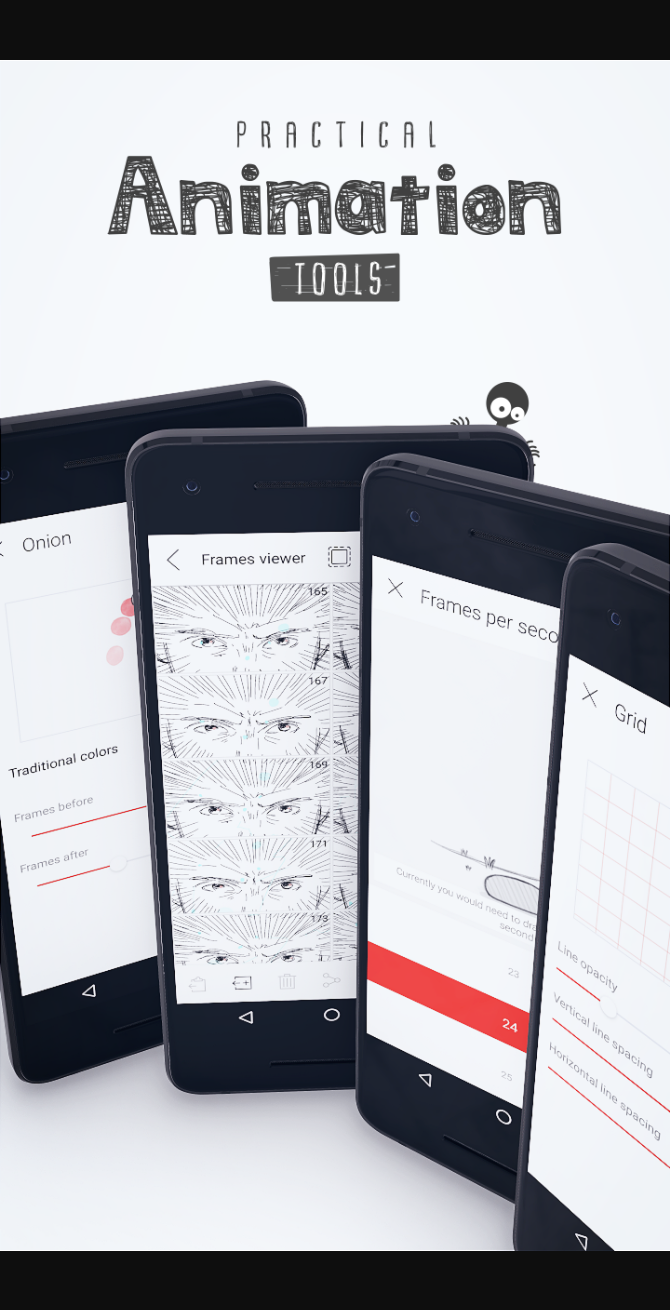 PRACTICAL
Animation
TOOLS
Onion
Traditional colors
Frames before
Frames after
Frames viewer
165
167
169
171
173
Frames per seco
Currently you would need to dra
second
23
24
25
Grid
Line opacity
Vertical line spacing
Horizontal line spacing